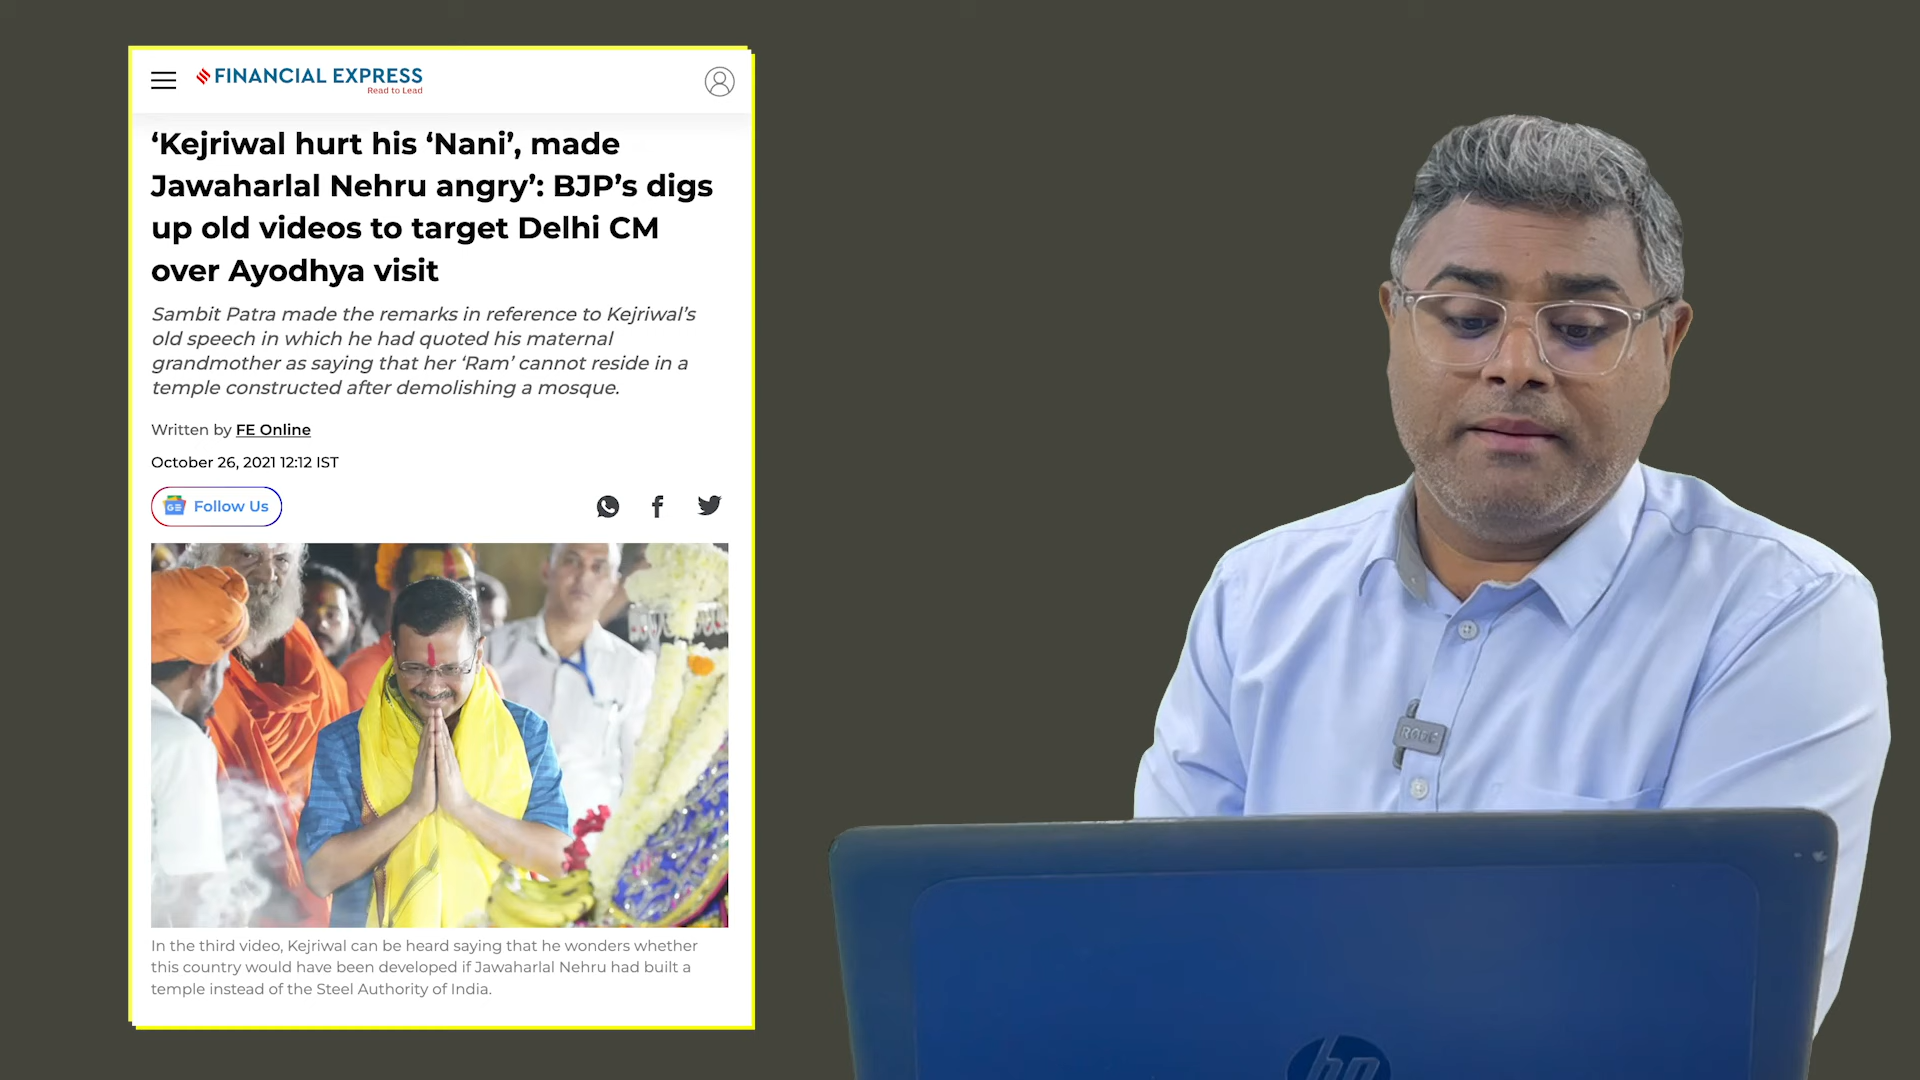 FINANCIAL EXPRESS
Read to Lead
‘Kejriwal hurt his ‘Nani’, made
Jawaharlal Nehru angry’: BJP’s digs
up old videos to target Delhi CM
over Ayodhya visit
Sambit Patra made the remarks in reference to Kejriwal’s
old speech in which he had quoted his maternal
grandmother as saying that her ‘Ram’ cannot reside in a
temple constructed after demolishing a mosque.
Written by FE Online
October 26, 2021 12:12 IST
GE Follow Us
In the third video, Kejriwal can be heard saying that he wonders whether
this country would have been developed if Jawaharlal Nehru had built a
temple instead of the Steel Authority of India.
RODE
hp